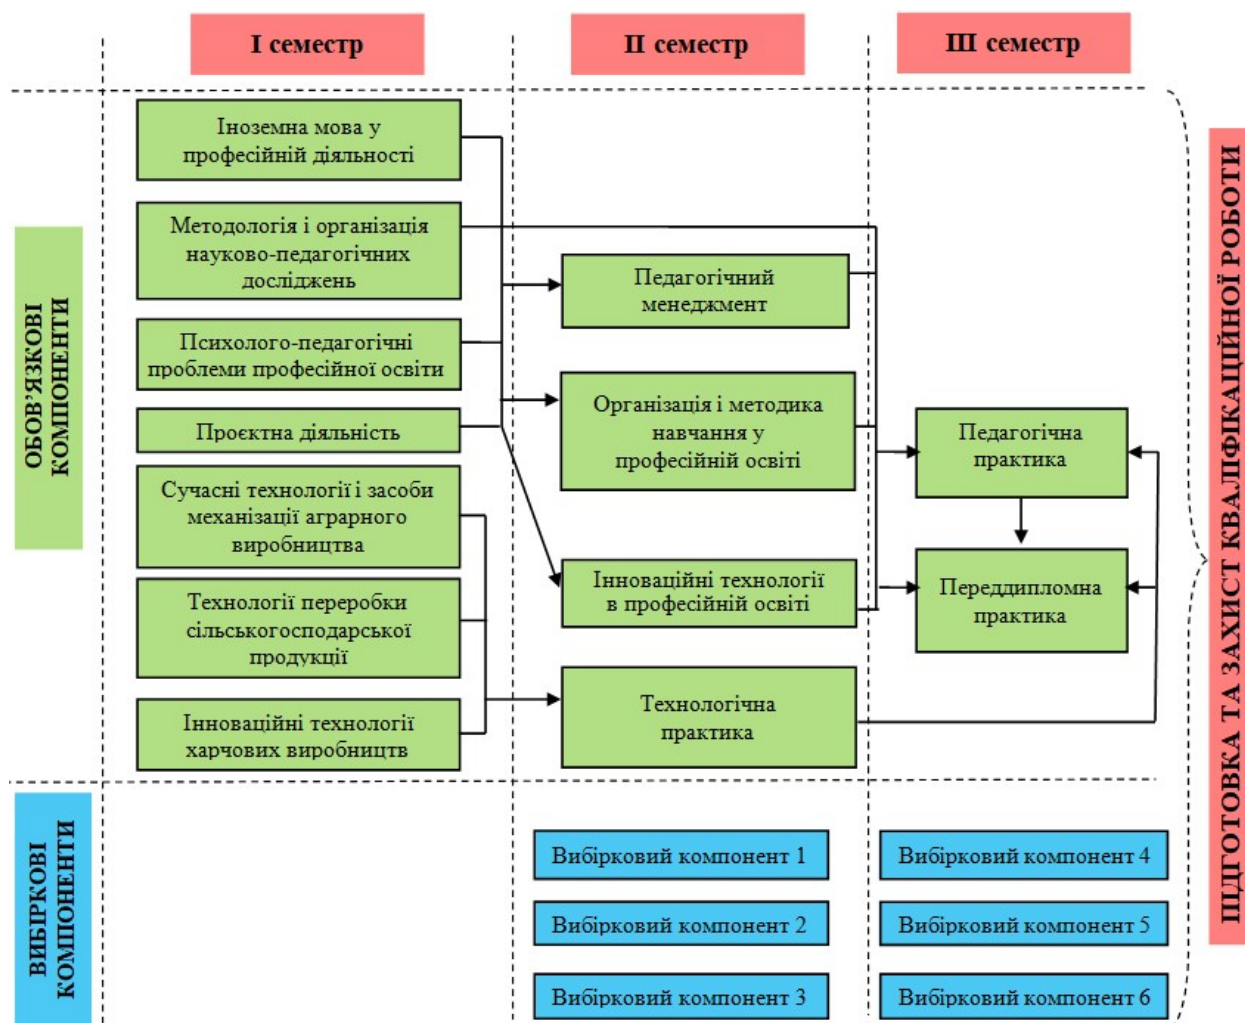 І семестр
ІІ семестр
ІІІ семестр
ОБОВ’ЯЗКОВІ
КОМПОНЕНТИ
Іноземна мова у
професійній діяльності
Методологія і організація
науково-педагогічних
досліджень
Психолого-педагогічні
проблеми професійної освіти
Проєктна діяльність
Сучасні технології і засоби
механізації аграрного
виробництва
Технології переробки
сільськогосподарської
продукції
Інноваційні технології
харчових виробництв
Педагогічний
менеджмент
Організація і методика
навчання у
професійній освіті
Інноваційні технології
в професійній освіті
Технологічна
практика
Педагогічна
практика
Переддипломна
практика
ВИБІРКОВІ
КОМПОНЕНТИ
Вибірковий компонент 1
Вибірковий компонент 2
Вибірковий компонент 3
Вибірковий компонент 4
Вибірковий компонент 5
Вибірковий компонент 6
ПІДГОТОВКА ТА ЗАХИСТ КВАЛІФІКАЦІЙНОЇ РОБОТИ